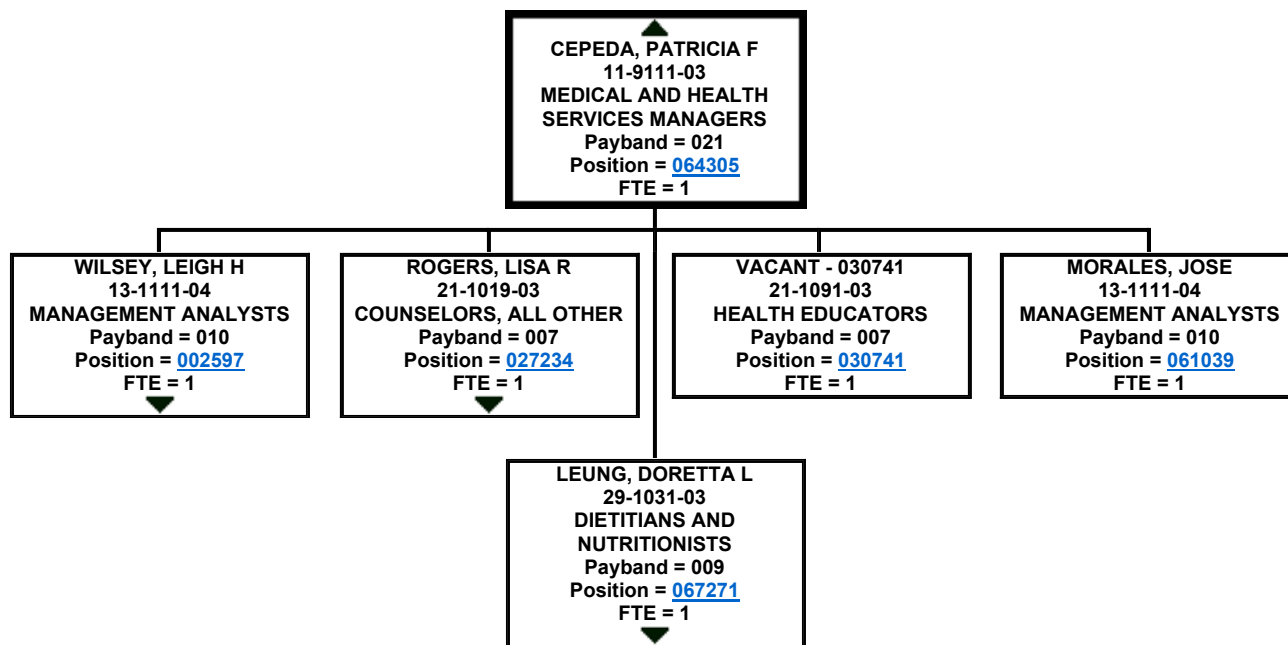 CEPEDA, PATRICIA F
11-9111-03
MEDICAL AND HEALTH
SERVICES MANAGERS
Payband = 021
Position = 064305
FTE = 1
WILSEY, LEIGH H
13-1111-04
MANAGEMENT ANALYSTS
Payband = 010
Position = 002597
FTE = 1
ROGERS, LISA R
21-1019-03
COUNSELORS, ALL OTHER
Payband = 007
Position = 027234
FTE = 1
VACANT - 030741
21-1091-03
HEALTH EDUCATORS
Payband = 007
Position = 030741
FTE = 1
MORALES, JOSE
13-1111-04
MANAGEMENT ANALYSTS
Payband = 010
Position = 061039
FTE = 1
LEUNG, DORETTA L
29-1031-03
DIETITIANS AND
NUTRITIONISTS
Payband = 009
Position = 067271
FTE = 1